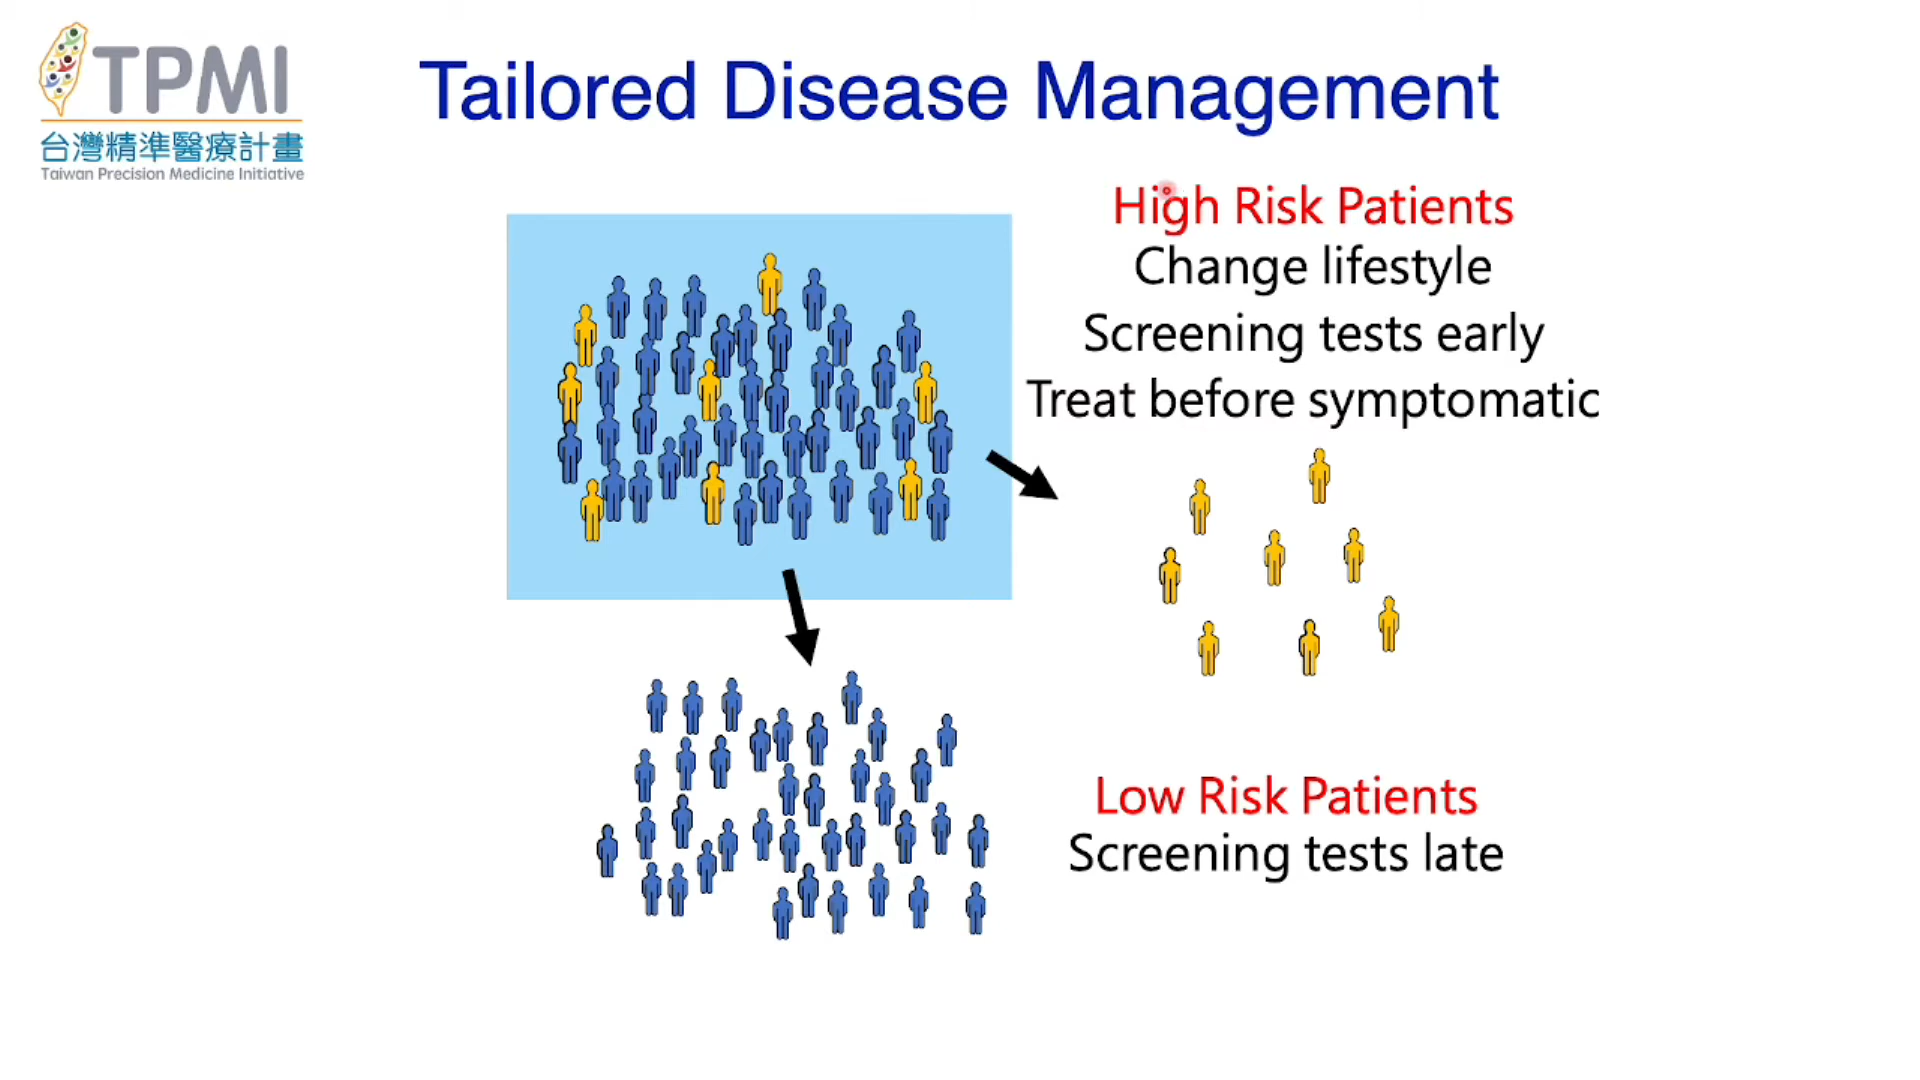 TPMI
台灣精準醫療計畫
Taiwan Precision Medicine Initiative
Tailored Disease Management
High Risk Patients
Change lifestyle
Screening tests early
Treat before symptomatic
Low Risk Patients
Screening tests late